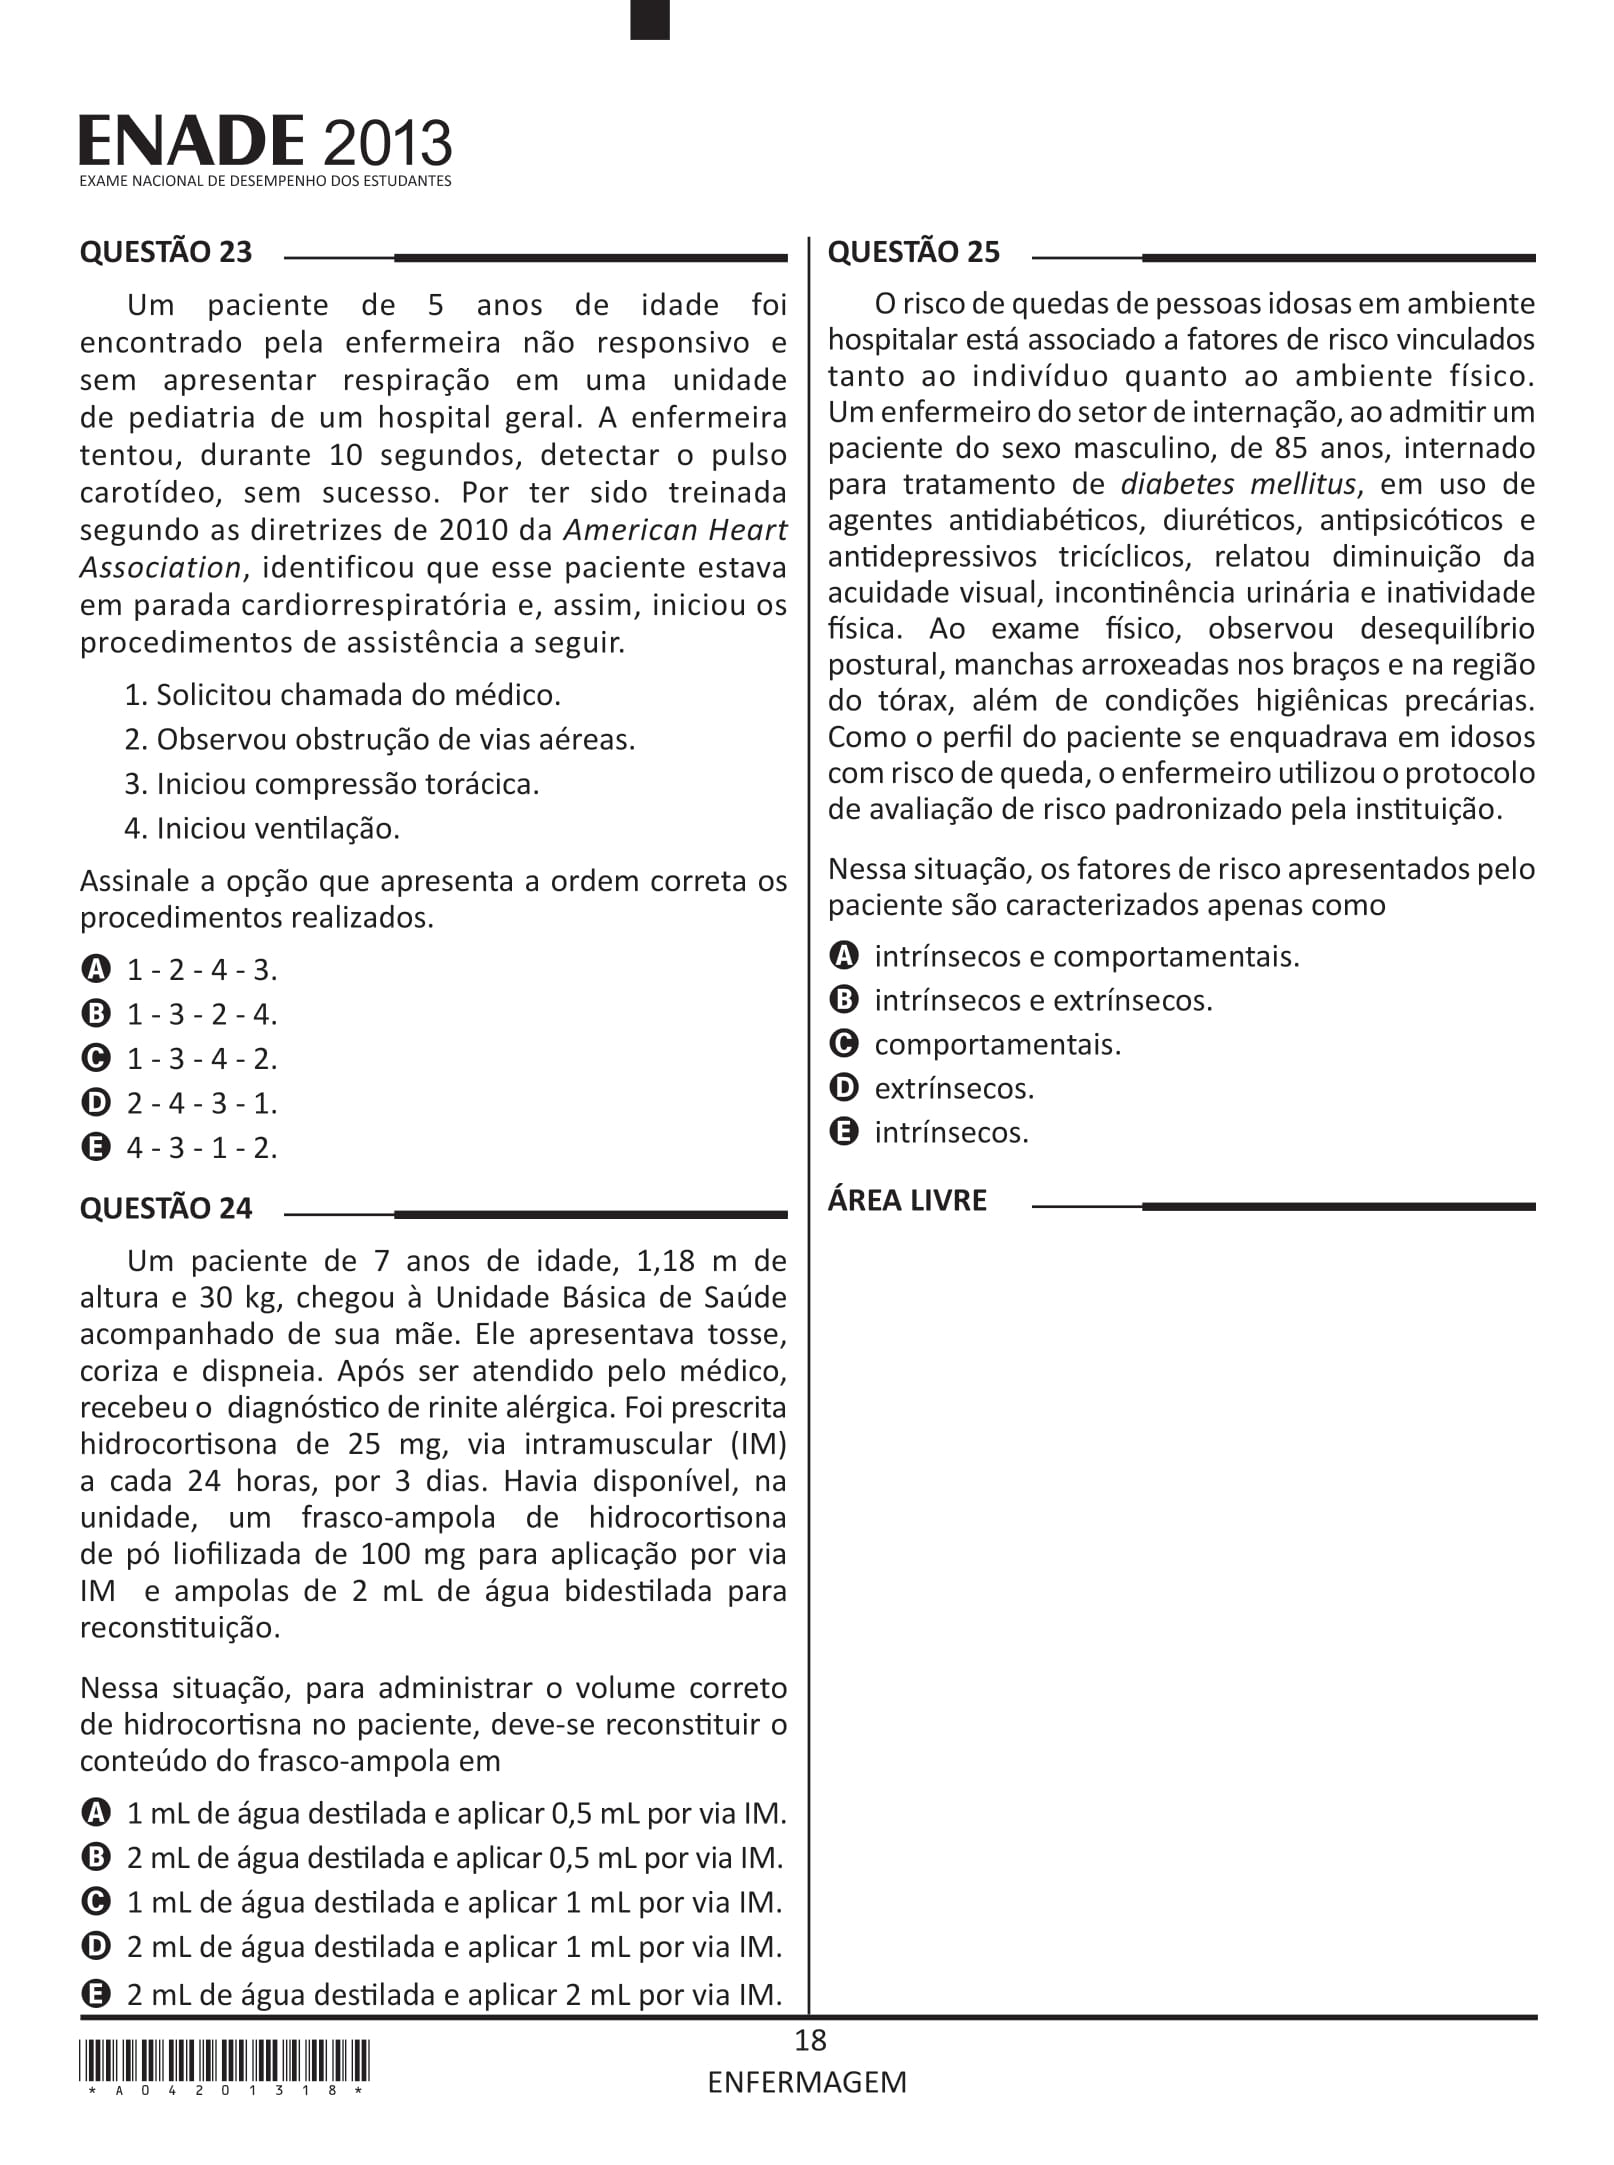 ENADE 2013
EXAME NACIONAL DE DESEMPENHO DOS ESTUDANTES
QUESTÃO 23
Um paciente de 5 anos de idade foi
encontrado pela enfermeira não responsivo e
sem apresentar respiração em uma unidade
de pediatria de um hospital geral. A enfermeira
tentou, durante 10 segundos, detectar o pulso
carotídeo, sem sucesso. Por ter sido treinada
segundo as diretrizes de 2010 da American Heart
Association, identificou que esse paciente estava
em parada cardiorrespiratória e, assim, iniciou os
procedimentos de assistência a seguir.
1. Solicitou chamada do médico.
2. Observou obstrução de vias aéreas.
3. Iniciou compressão torácica.
4. Iniciou ventilação.
Assinale a opção que apresenta a ordem correta os
procedimentos realizados.
A 1 - 2 - 4 - 3.
B 1 - 3 - 2 - 4.
C 1 - 3 - 4 - 2.
D 2 - 4 - 3 - 1.
E 4 - 3 - 1 - 2.
QUESTÃO 24
Um paciente de 7 anos de idade, 1,18 m de
altura e 30 kg, chegou à Unidade Básica de Saúde
acompanhado de sua mãe. Ele apresentava tosse,
coriza e dispneia. Após ser atendido pelo médico,
recebeu o diagnóstico de rinite alérgica. Foi prescrita
hidrocortisona de 25 mg, via intramuscular (IM)
a cada 24 horas, por 3 dias. Havia disponível, na
unidade, um frasco-ampola de hidrocortisona
de pó liofilizada de 100 mg para aplicação por via
IM e ampolas de 2 mL de água bidestilada para
reconstituição.
Nessa situação, para administrar o volume correto
de hidrocortisna no paciente, deve-se reconstituir o
conteúdo do frasco-ampola em
A 1 mL de água destilada e aplicar 0,5 mL por via IM.
B 2 mL de água destilada e aplicar 0,5 mL por via IM.
C 1 mL de água destilada e aplicar 1 mL por via IM.
D 2 mL de água destilada e aplicar 1 mL por via IM.
E 2 mL de água destilada e aplicar 2 mL por via IM.
QUESTÃO 25
O risco de quedas de pessoas idosas em ambiente
hospitalar está associado a fatores de risco vinculados
tanto ao indivíduo quanto ao ambiente físico.
Um enfermeiro do setor de internação, ao admitir um
paciente do sexo masculino, de 85 anos, internado
para tratamento de diabetes mellitus, em uso de
agentes antidiabéticos, diuréticos, antipsicóticos e
antidepressivos tricíclicos, relatou diminuição da
acuidade visual, incontinência urinária e inatividade
física. Ao exame físico, observou desequilíbrio
postural, manchas arroxeadas nos braços e na região
do tórax, além de condições higiênicas precárias.
Como o perfil do paciente se enquadrava em idosos
com risco de queda, o enfermeiro utilizou o protocolo
de avaliação de risco padronizado pela instituição.
Nessa situação, os fatores de risco apresentados pelo
paciente são caracterizados apenas como
A intrínsecos e comportamentais.
B intrínsecos e extrínsecos.
C comportamentais.
D extrínsecos.
E intrínsecos.
ÁREA LIVRE
18
ENFERMAGEM
*A04201318*